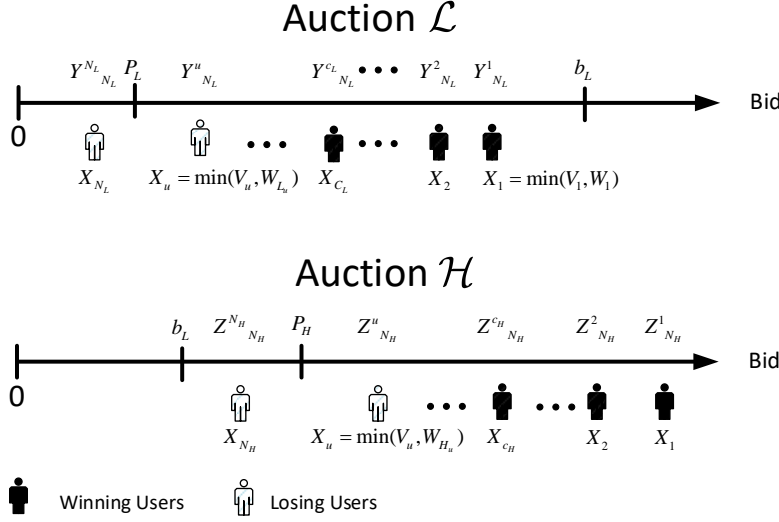 Auction ℒ
Y^{N_L}_{N_L} P_L Y^u_{N_L} Y^{c_L}_{N_L} ••• Y^2_{N_L} Y^1_{N_L} b_L
0 ••• ••• Bid
X_{N_L} X_u = min(V_u, W_{L_u}) X_{C_L} X_2 X_1 = min(V_1, W_1)
Auction ℋ
b_L Z^{N_H}_{N_H} P_H Z^u_{N_H} Z^{c_H}_{N_H} Z^2_{N_H} Z^1_{N_H}
0 ••• ••• Bid
X_{N_H} X_u = min(V_u, W_{H_u}) X_{c_H} X_2 X_1
Winning Users Losing Users